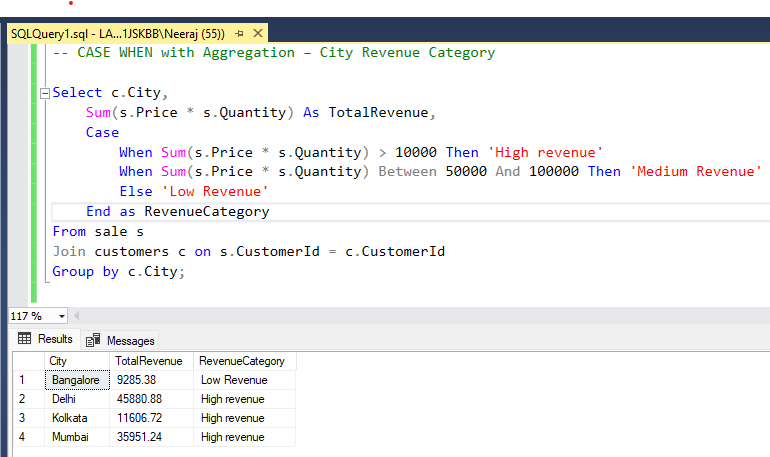 SQLQuery1.sql - LA...1JSKBB\Neeraj (55))
-- CASE WHEN with Aggregation – City Revenue Category
Select c.City,
Sum(s.Price * s.Quantity) As TotalRevenue,
Case
When Sum(s.Price * s.Quantity) > 10000 Then 'High revenue'
When Sum(s.Price * s.Quantity) Between 50000 And 100000 Then 'Medium Revenue'
Else 'Low Revenue'
End as RevenueCategory
From sale s
Join customers c on s.CustomerId = c.CustomerId
Group by c.City;
117 %
Results Messages
City TotalRevenue RevenueCategory
1 Bangalore 9285.38 Low Revenue
2 Delhi 45880.88 High revenue
3 Kolkata 11606.72 High revenue
4 Mumbai 35951.24 High revenue